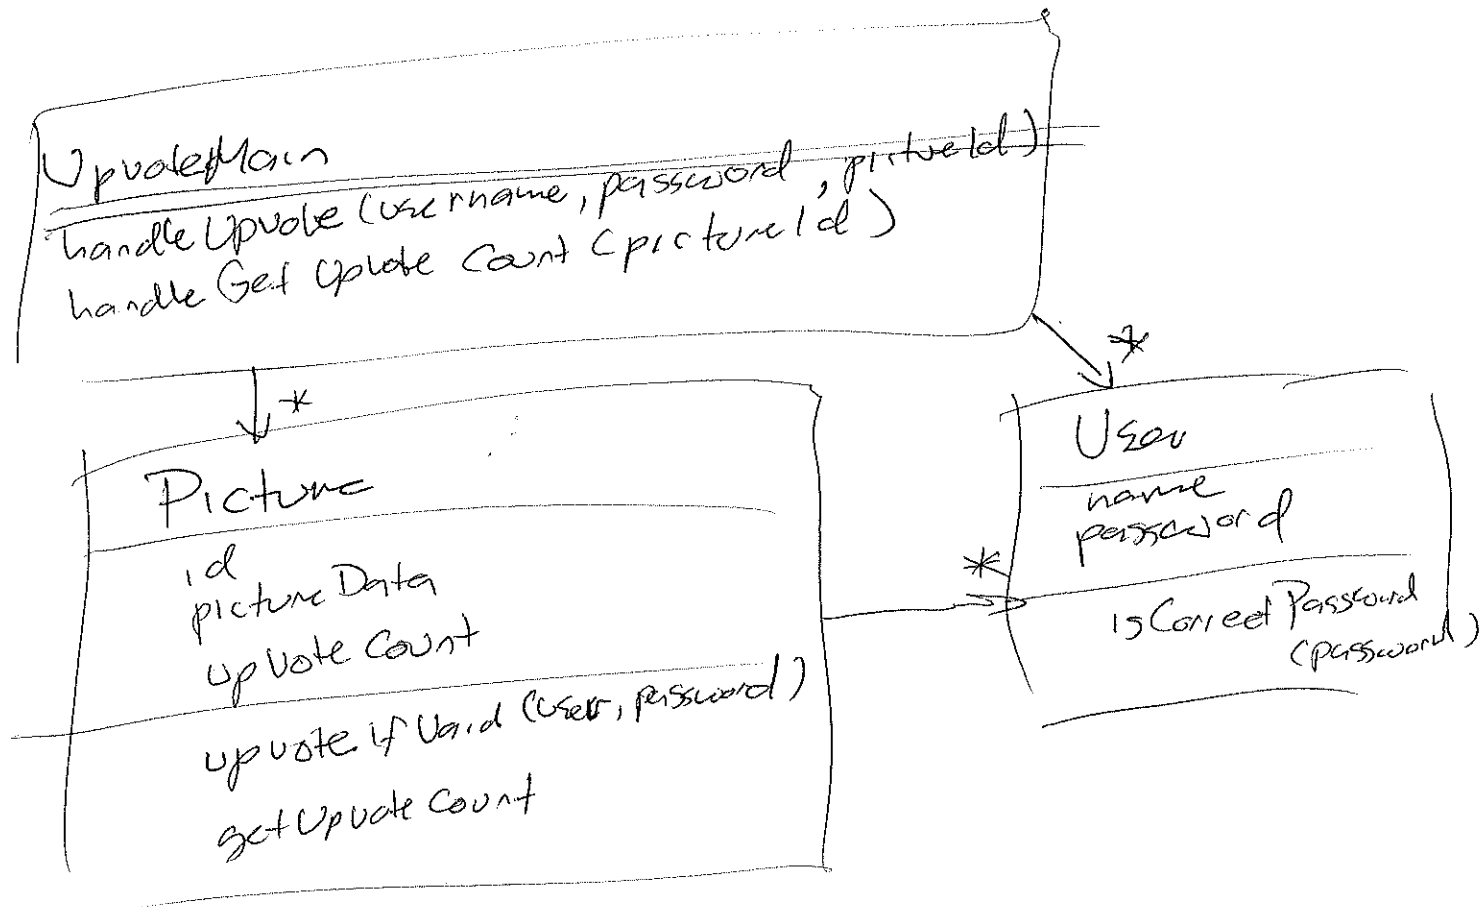 UpvoteMain
handleUpvote(username, password, pictureId)
handleGetUpvoteCount(pictureId)
*
*
Picture
id
pictureData
upvoteCount
upvoteifVaid(user, password)
getUpvoteCount
*
User
name
password
isCorrectPassword
(password)